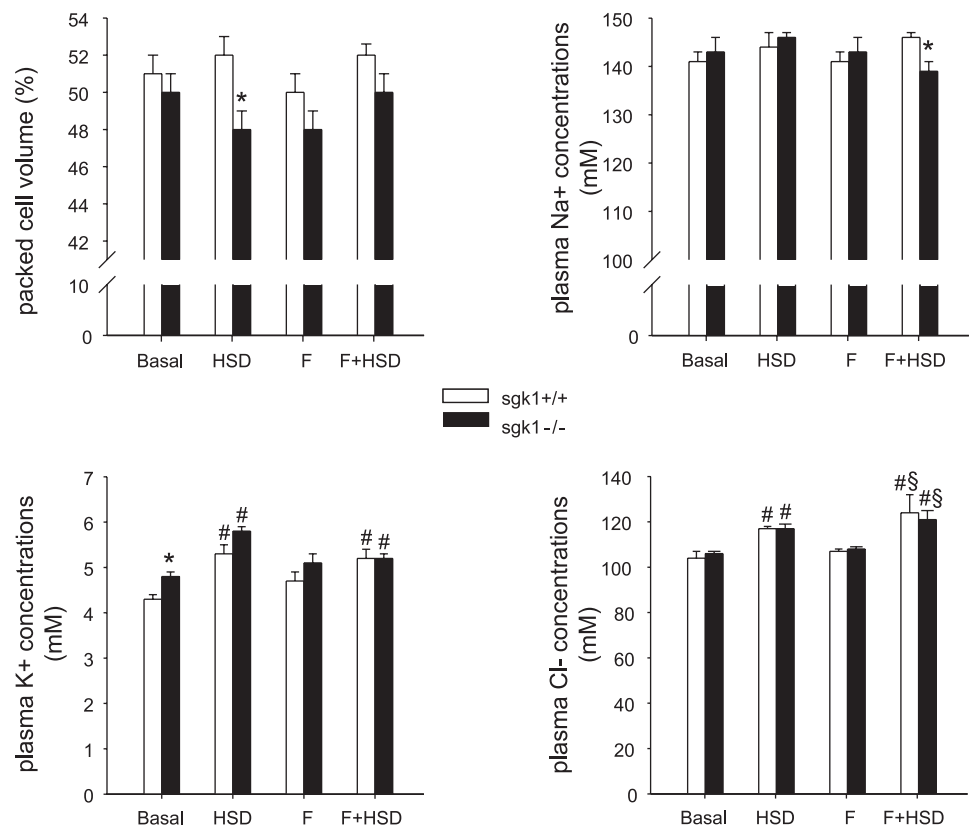 packed cell volume (%)
54
52
50
48
46
44
42
10
0
*
Basal HSD F F+HSD
plasma Na+ concentrations
(mM)
150
140
130
120
110
100
10
0
*
Basal HSD F F+HSD
sgk1+/+
sgk1-/-
plasma K+ concentrations
(mM)
7
6
5
4
3
2
1
0
* # # # #
Basal HSD F F+HSD
plasma Cl- concentrations
(mM)
140
120
100
80
60
40
20
0
# # #§ #§
Basal HSD F F+HSD